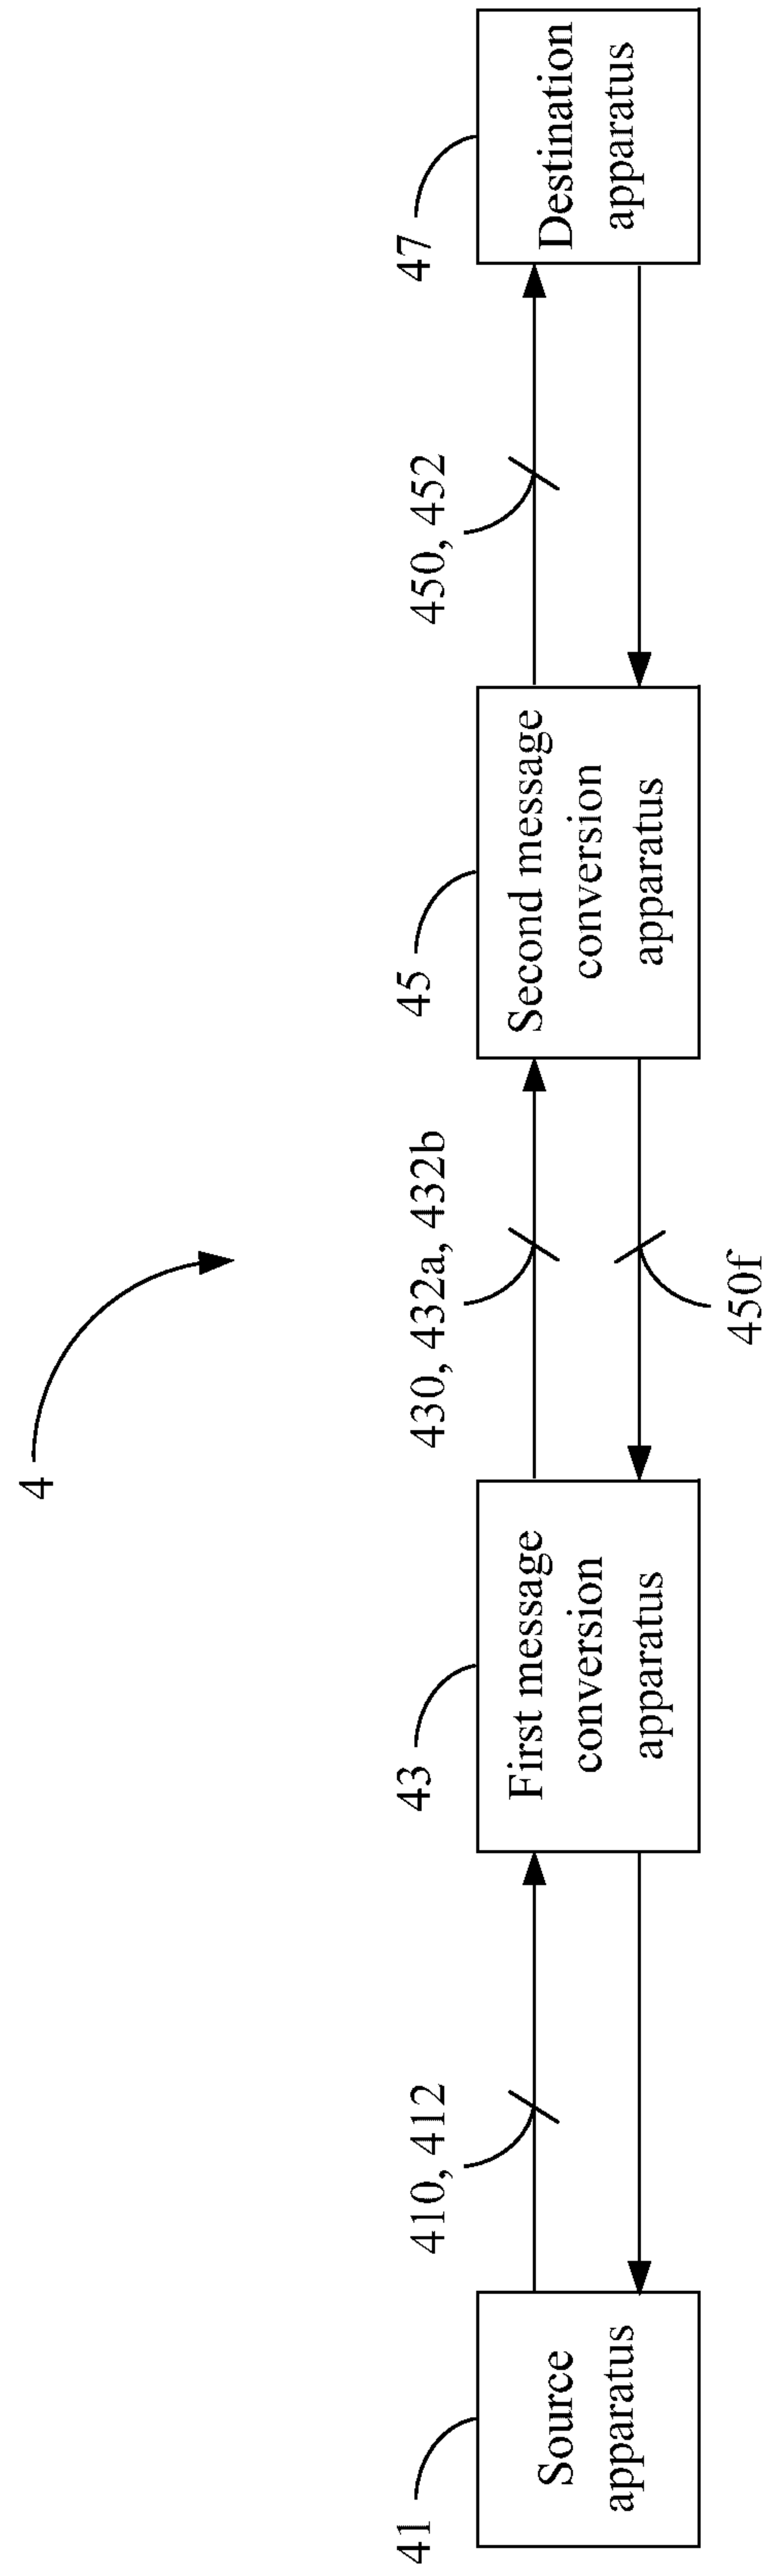 4
41
410, 412
43
430, 432a, 432b
45
450, 452
47
Source
apparatus
First message
conversion
apparatus
Second message
conversion
apparatus
Destination
apparatus
450f